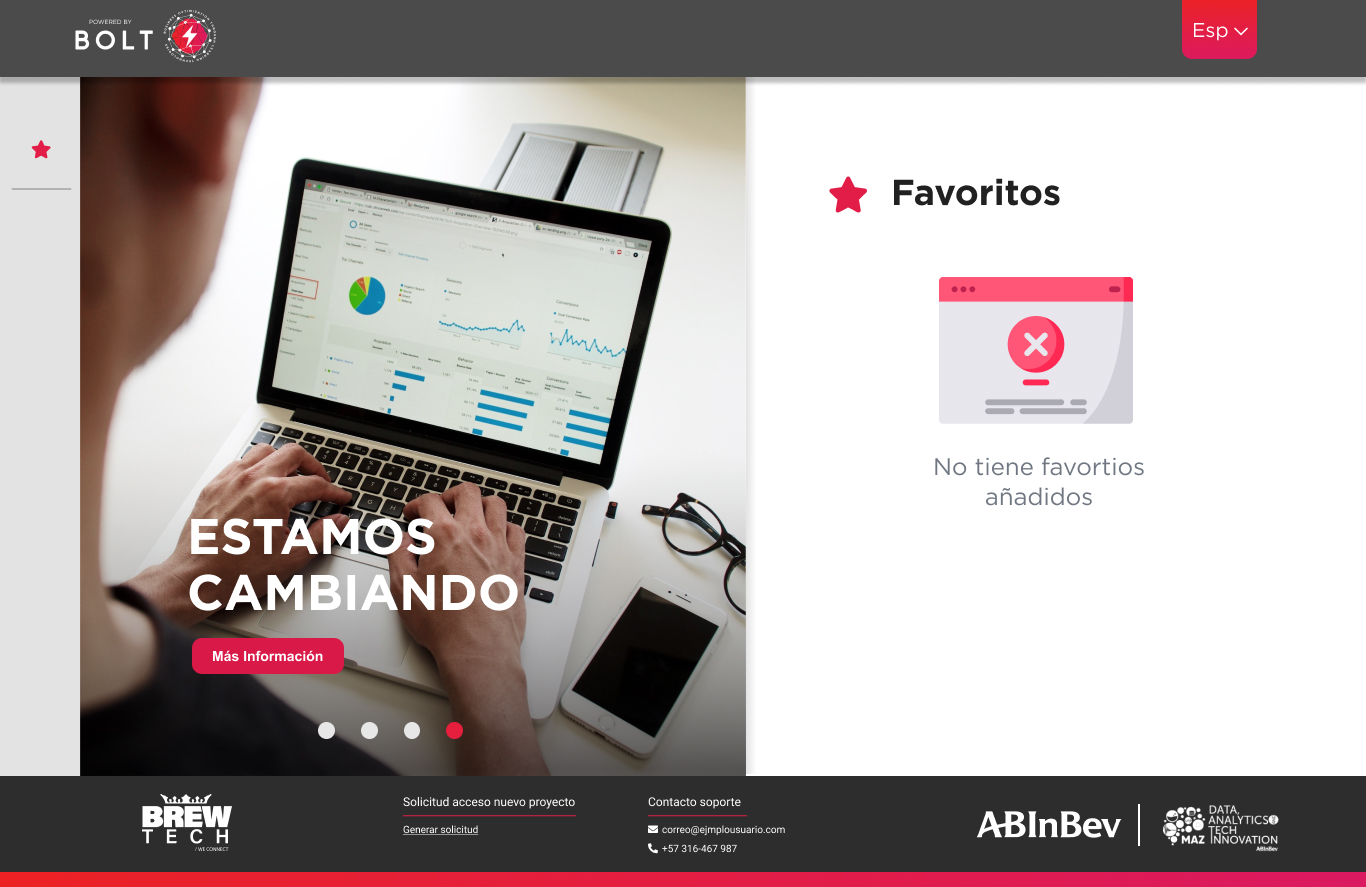 POWERED BY
BOLT
Esp
Favoritos
No tiene favortios
añadidos
ESTAMOS
CAMBIANDO
Más Información
BREW
TECH
/ WE CONNECT
Solicitud acceso nuevo proyecto
Generar solicitud
Contacto soporte
correo@ejmplousuario.com
+57 316-467 987
ABInBev
MAZ
DATA,
ANALYTICS
TECH
INNOVATION
ABInBev